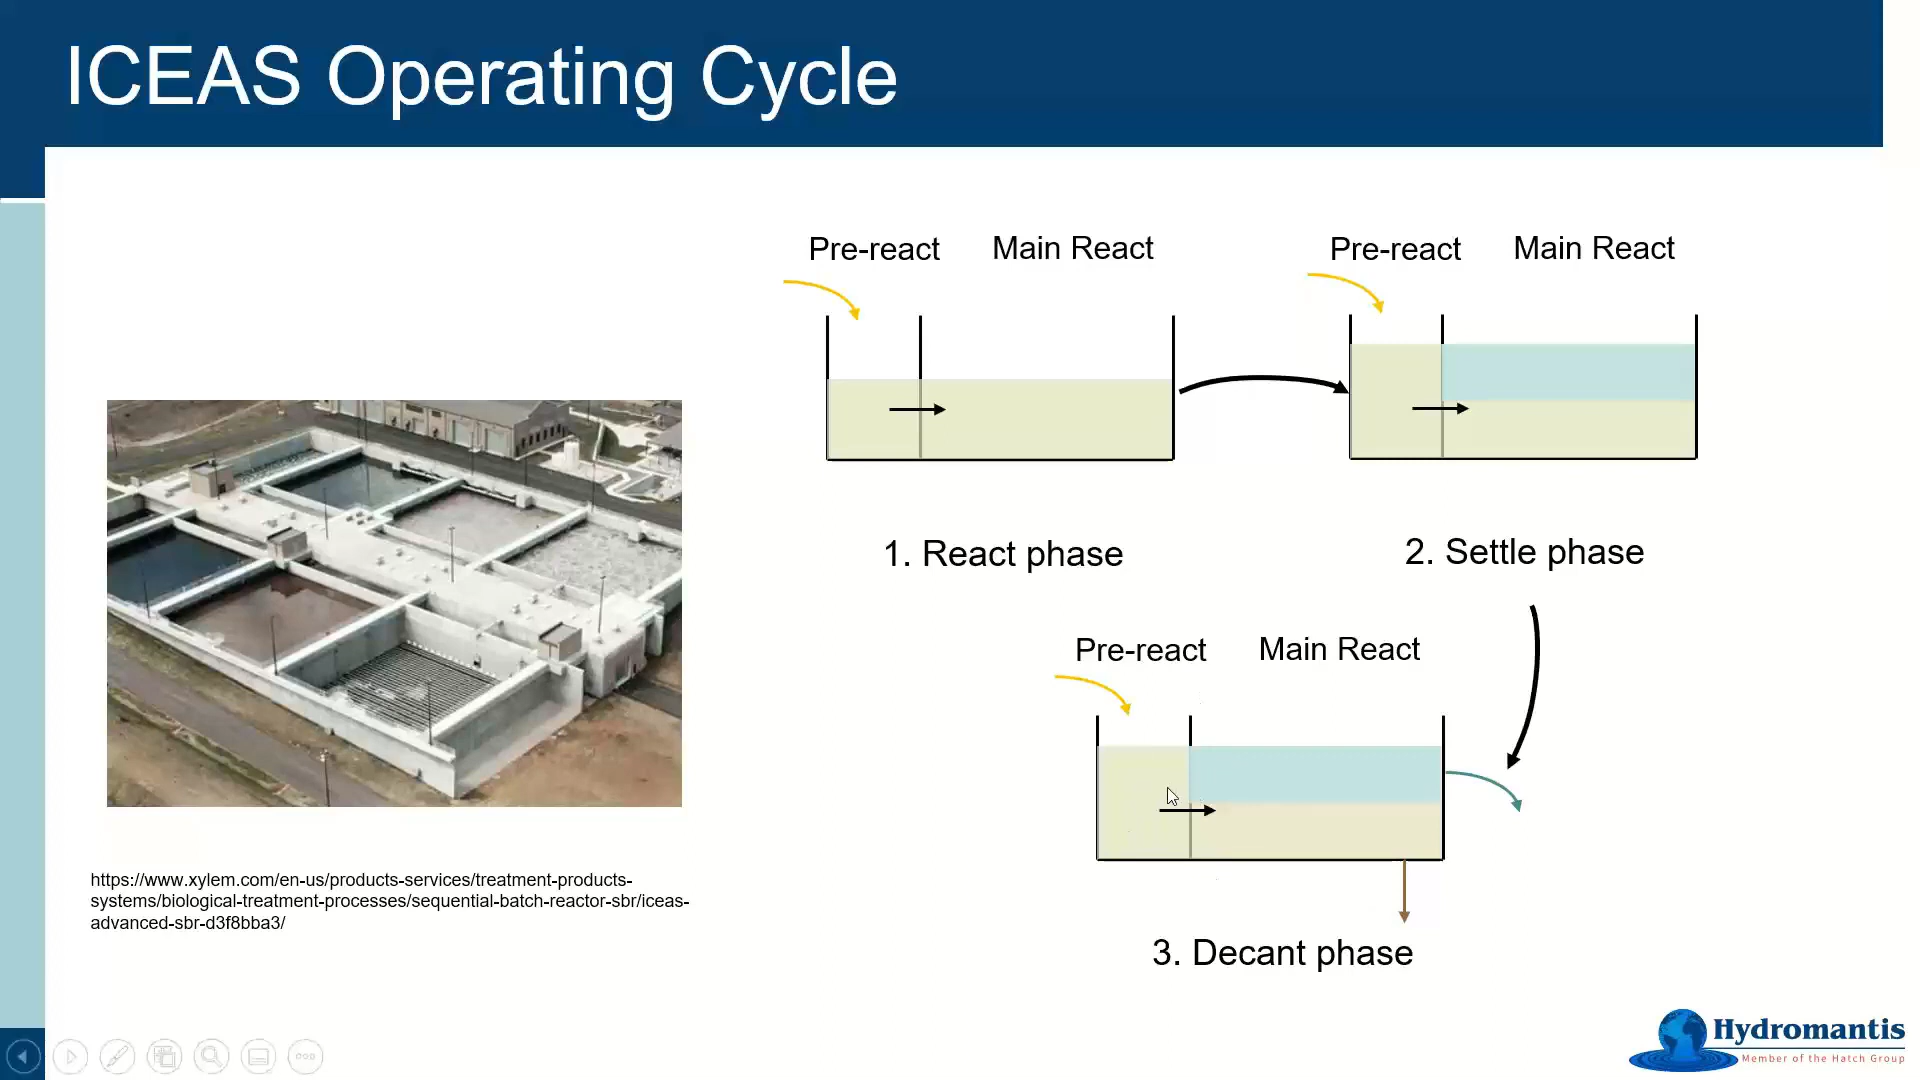 ICEAS Operating Cycle
Pre-react
Main React
Pre-react
Main React
1. React phase
2. Settle phase
Pre-react
Main React
3. Decant phase
https://www.xylem.com/en-us/products-services/treatment-products-
systems/biological-treatment-processes/sequential-batch-reactor-sbr/iceas-
advanced-sbr-d3f8bba3/
Hydromantis
Member of the Hatch Group